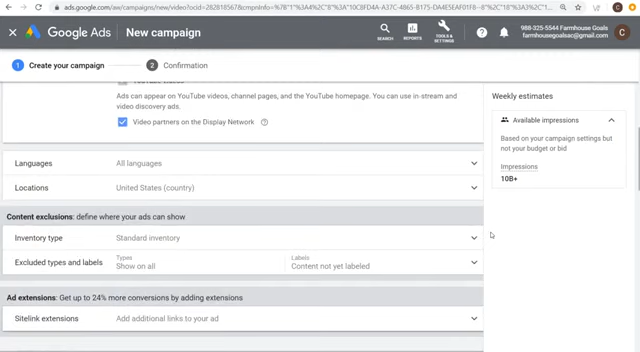 ads.google.com/aw/campaigns/new/video?ocid=282818567&cmpnInfo=%7B"1"%3A4%2C"8"%3A"10C8FD4A-A37C-4865-B175-DA4E5EAF01F8--8"%2C"18"%3A%3A%2C"1...
Google Ads
New campaign
SEARCH
REPORTS
TOOLS &
SETTINGS
988-325-5544 Farmhouse Goals
farmhousegoalsac@gmail.com
C
1 Create your campaign
2 Confirmation
YouTube videos
Ads can appear on YouTube videos, channel pages, and the YouTube homepage. You can use in stream and
video discovery ads.
Video partners on the Display Network
Languages All languages
Locations United States (country)
Content exclusions: define where your ads can show
Inventory type Standard inventory
Excluded types and labels
Types
Show on all
Labels
Content not yet labeled
Ad extensions: Get up to 24% more conversions by adding extensions
Sitelink extensions Add additional links to your ad
Weekly estimates
Available impressions
Based on your campaign settings but
not your budget or bid
Impressions
10B+